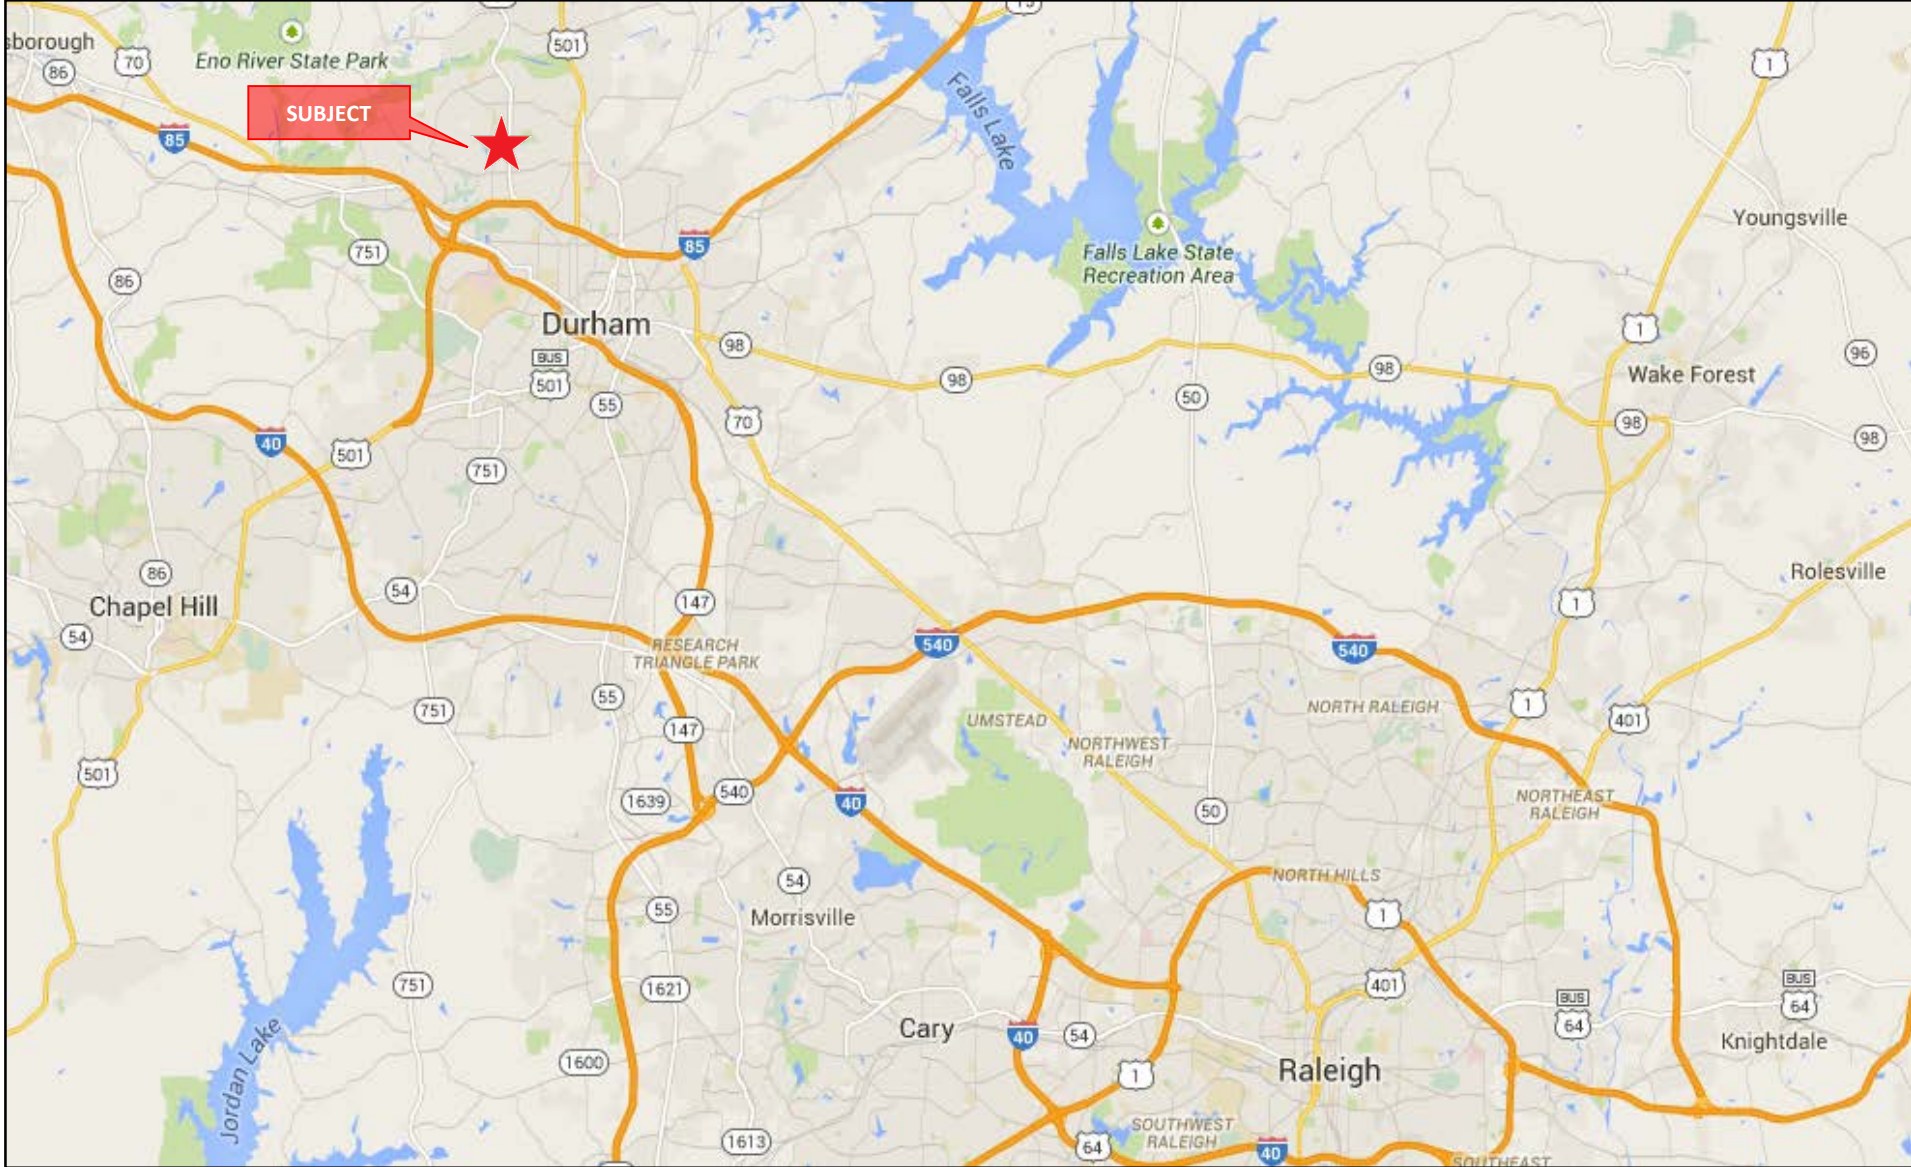 15
sborough
86
70
Eno River State Park
501
1
SUBJECT
85
Falls Lake
751
85
Falls Lake State
Recreation Area
Youngsville
86
Durham
98
1
96
BUS
501
55
98
50
98
Wake Forest
70
98
98
40
501
751
86
Chapel Hill
54
54
147
RESEARCH
TRIANGLE PARK
540
540
1
Rolesville
55
751
147
UMSTEAD
NORTHWEST
RALEIGH
NORTH RALEIGH
1
401
501
1639
540
40
50
NORTHEAST
RALEIGH
54
NORTH HILLS
55
Morrisville
1
751
1621
401
BUS
64
BUS
64
Jordan Lake
1600
Cary
40
54
1
Raleigh
Knightdale
1613
64
SOUTHWEST
RALEIGH
40
SOUTHEAST